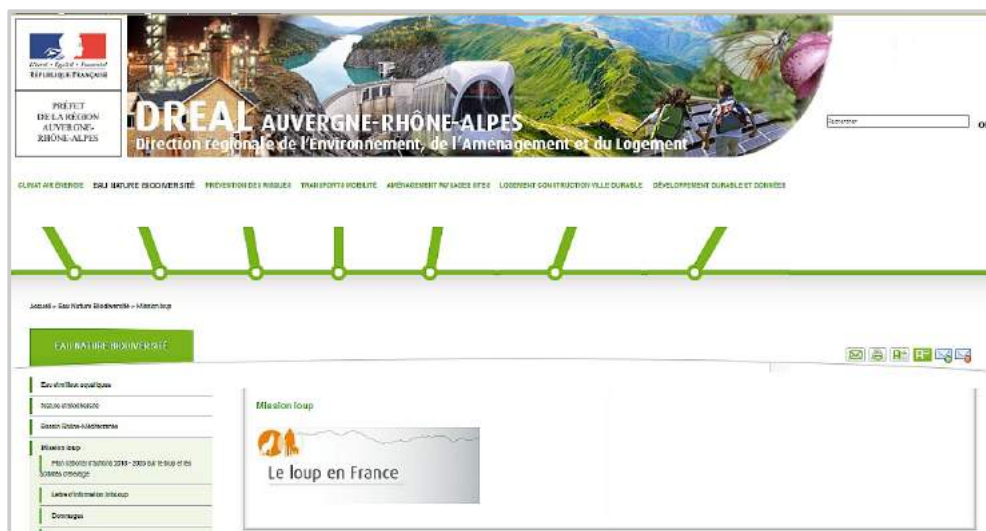 Liberté • Égalité • Fraternité
RÉPUBLIQUE FRANÇAISE
PRÉFET
DE LA RÉGION
AUVERGNE-
RHÔNE-ALPES
DREAL AUVERGNE-RHÔNE-ALPES
Direction régionale de l'Environnement, de l'Aménagement et du Logement
Rechercher
CLIMAT AIR ÉNERGIE EAU NATURE BIODIVERSITÉ PRÉVENTION DES RISQUES TRANSPORTS MOBILITÉ AMÉNAGEMENT PAYSAGES SITES LOGEMENT CONSTRUCTION VILLE DURABLE DÉVELOPPEMENT DURABLE ET DONNÉES
Accueil > Eau Nature Biodiversité > Mission loup
EAU NATURE BIODIVERSITÉ
Eau et milieux aquatiques
Nature et biodiversité
Bassin Rhône-Méditerranée
Mission loup
Plan national d'actions 2018 - 2023 sur le loup et les
activités d'élevage
Lettre d'information Infoloup
Dommages
Mission loup
Le loup en France